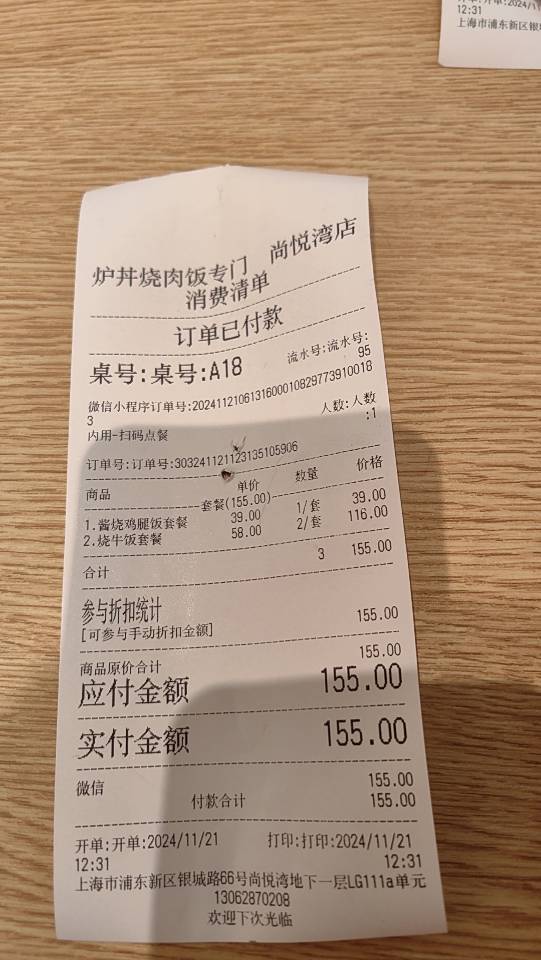 12:31
上海市浦东新区银
炉丼烧肉饭专门 尚悦湾店
消费清单
订单已付款
桌号:桌号:A18 流水号:流水号:
95
微信小程序订单号:2024112106131600010829773910018
3
人数:人数
:1
内用-扫码点餐
订单号:订单号:303241121123135105906
商品 单价 数量 价格
套餐(155.00)
1.酱烧鸡腿饭套餐 39.00 1/套 39.00
2.烧牛饭套餐 58.00 2/套 116.00
合计 3 155.00
参与折扣统计
[可参与手动折扣金额] 155.00
商品原价合计 155.00
应付金额 155.00
实付金额 155.00
微信 155.00
付款合计 155.00
开单:开单:2024/11/21 打印:打印:2024/11/21
12:31 12:31
上海市浦东新区银城路66号尚悦湾地下一层LG111a单元
13062870208
欢迎下次光临